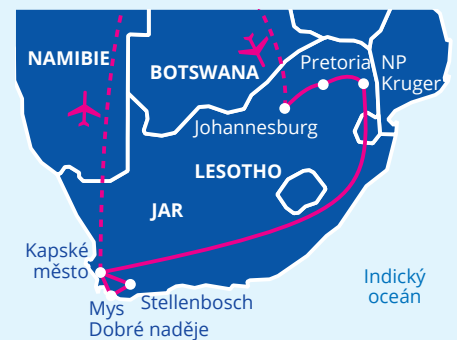 NAMIBIE
BOTSWANA
Pretoria
NP
Kruger
Johannesburg
LESOTHO
JAR
Kapské
město
Indický
oceán
Stellenbosch
Mys
Dobré naděje